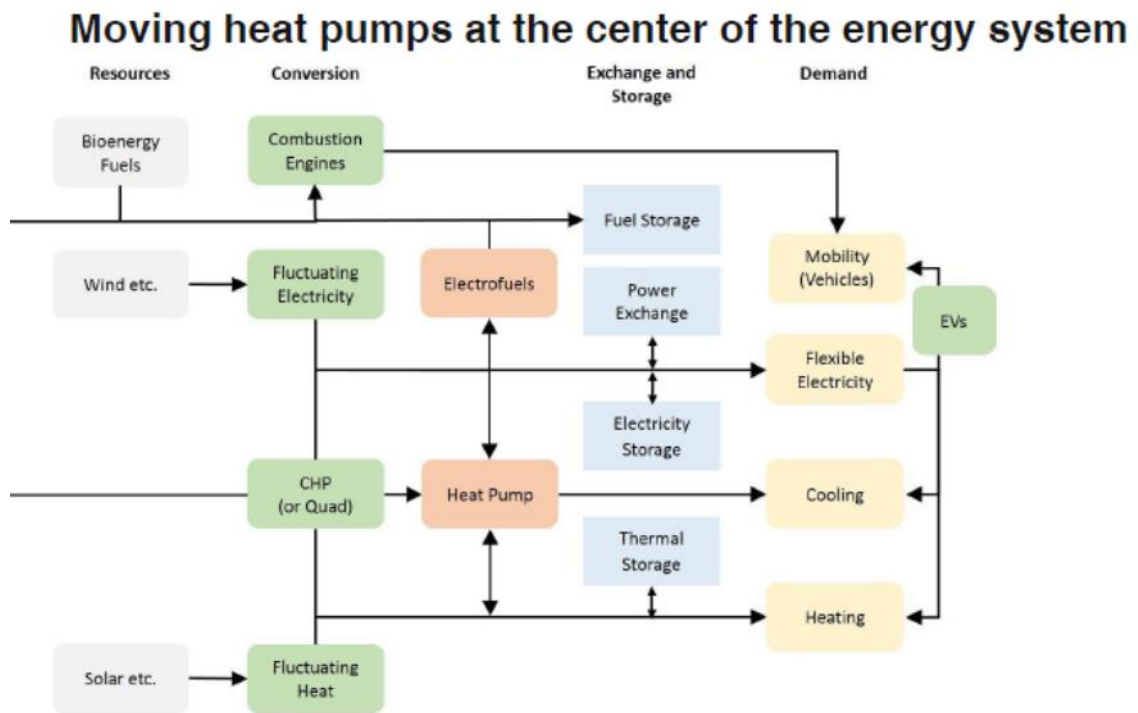 Moving heat pumps at the center of the energy system
Resources
Conversion
Exchange and
Storage
Demand
Bioenergy
Fuels
Combustion
Engines
Fuel Storage
Wind etc.
Fluctuating
Electricity
Electrofuels
Power
Exchange
Mobility
(Vehicles)
EVs
Flexible
Electricity
Electricity
Storage
CHP
(or Quad)
Heat Pump
Cooling
Thermal
Storage
Heating
Solar etc.
Fluctuating
Heat